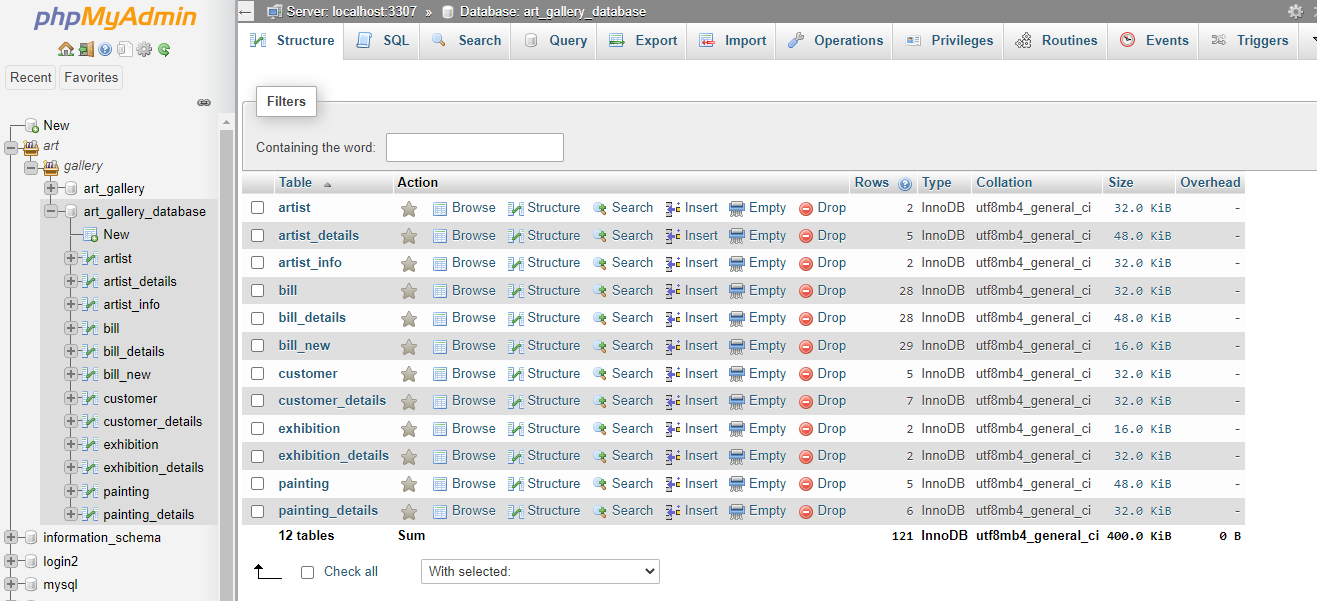 phpMyAdmin
Recent Favorites
New
art
gallery
art_gallery
art_gallery_database
New
artist
artist_details
artist_info
bill
bill_details
bill_new
customer
customer_details
exhibition
exhibition_details
painting
painting_details
information_schema
login2
mysql
Server: localhost:3307 » Database: art_gallery_database
Structure SQL Search Query Export Import Operations Privileges Routines Events Triggers
Filters
Containing the word:
Table Action Rows Type Collation Size Overhead
artist Browse Structure Search Insert Empty Drop 2 InnoDB utf8mb4_general_ci 32.0 KiB -
artist_details Browse Structure Search Insert Empty Drop 5 InnoDB utf8mb4_general_ci 48.0 KiB -
artist_info Browse Structure Search Insert Empty Drop 2 InnoDB utf8mb4_general_ci 32.0 KiB -
bill Browse Structure Search Insert Empty Drop 28 InnoDB utf8mb4_general_ci 32.0 KiB -
bill_details Browse Structure Search Insert Empty Drop 28 InnoDB utf8mb4_general_ci 48.0 KiB -
bill_new Browse Structure Search Insert Empty Drop 29 InnoDB utf8mb4_general_ci 16.0 KiB -
customer Browse Structure Search Insert Empty Drop 5 InnoDB utf8mb4_general_ci 32.0 KiB -
customer_details Browse Structure Search Insert Empty Drop 7 InnoDB utf8mb4_general_ci 32.0 KiB -
exhibition Browse Structure Search Insert Empty Drop 2 InnoDB utf8mb4_general_ci 16.0 KiB -
exhibition_details Browse Structure Search Insert Empty Drop 2 InnoDB utf8mb4_general_ci 32.0 KiB -
painting Browse Structure Search Insert Empty Drop 5 InnoDB utf8mb4_general_ci 48.0 KiB -
painting_details Browse Structure Search Insert Empty Drop 6 InnoDB utf8mb4_general_ci 32.0 KiB -
12 tables Sum 121 InnoDB utf8mb4_general_ci 400.0 KiB 0 B
Check all With selected: